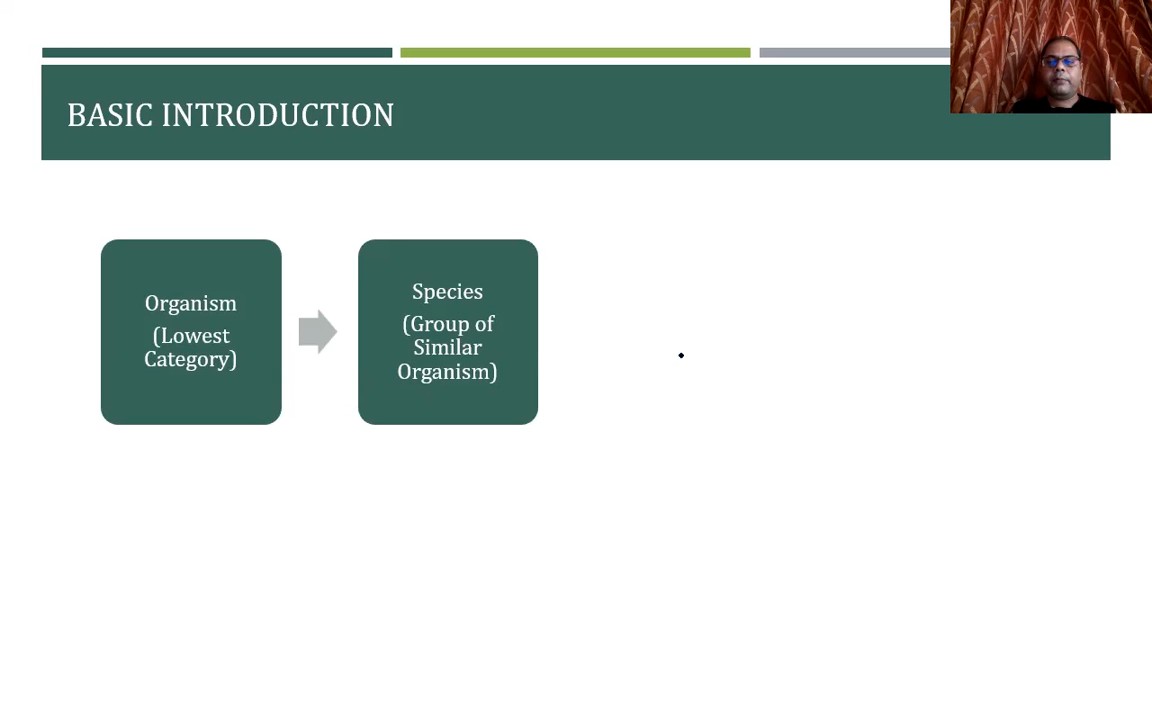 BASIC INTRODUCTION
Organism
(Lowest
Category)
Species
(Group of
Similar
Organism)